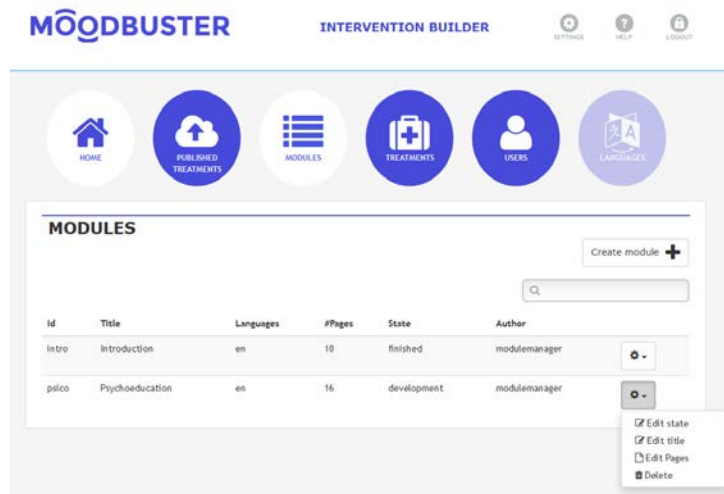 MOODBUSTER
INTERVENTION BUILDER
SETTINGS
HELP
LOGOUT
HOME
PUBLISHED
TREATMENTS
MODULES
TREATMENTS
USERS
LANGUAGES
MODULES
Create module
Id Title Languages #Pages State Author
Intro Introduction en 10 finished modulemanager
psico Psychoeducation en 16 development modulemanager
Edit state
Edit title
Edit Pages
Delete